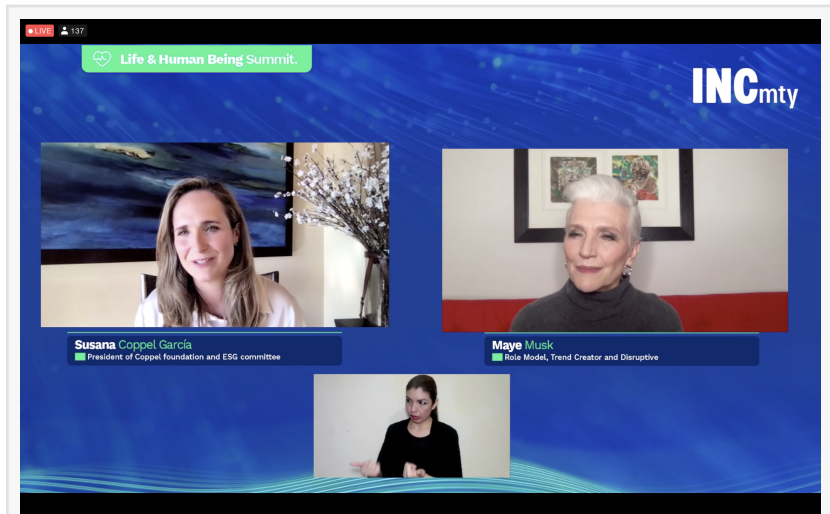 LIVE 137
Life & Human Being Summit.
INCmty
Susana Coppel García
President of Coppel foundation and ESG committee
Maye Musk
Role Model, Trend Creator and Disruptive